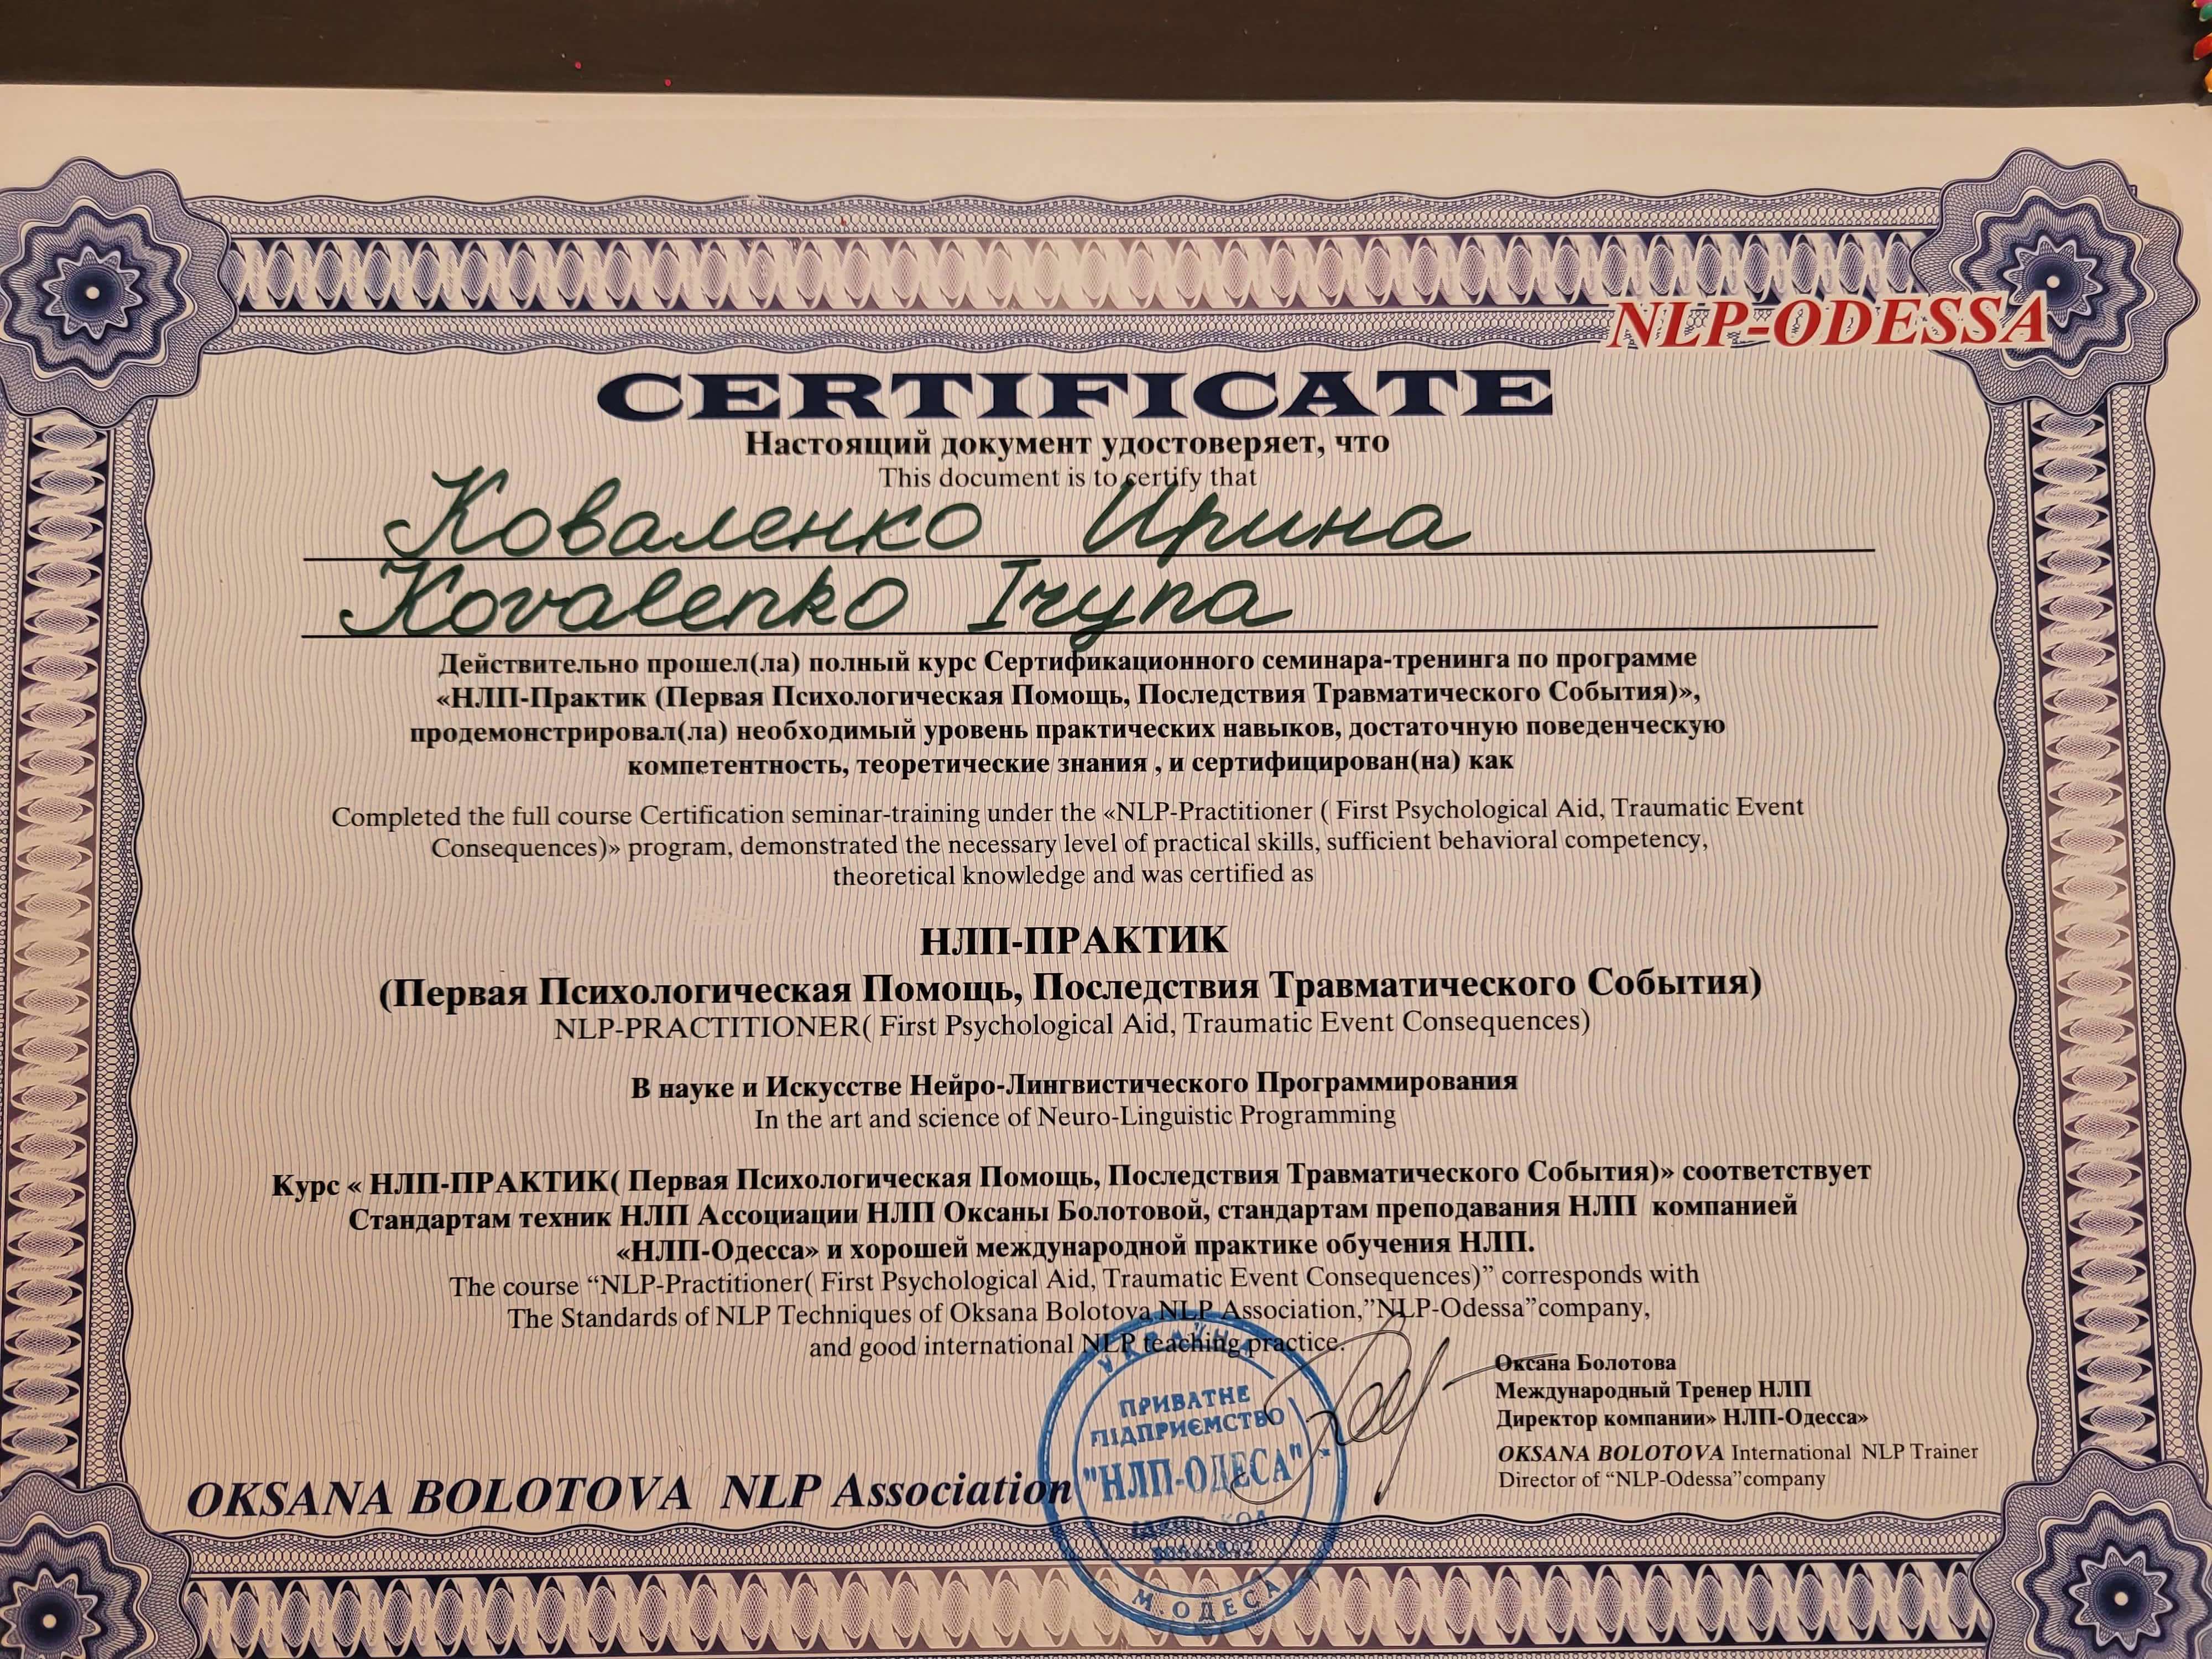 NLP-ODESSA
CERTIFICATE
Настоящий документ удостоверяет, что
This document is to certify that
Коваленко Ирина
Kovalenko Iryna
Действительно прошел(ла) полный курс Сертификационного семинара-тренинга по программе
«НЛП-Практик (Первая Психологическая Помощь, Последствия Травматического События)»,
продемонстрировал(ла) необходимый уровень практических навыков, достаточную поведенческую
компетентность, теоретические знания , и сертифицирован(на) как
Completed the full course Certification seminar-training under the «NLP-Practitioner ( First Psychological Aid, Traumatic Event
Consequences)» program, demonstrated the necessary level of practical skills, sufficient behavioral competency,
theoretical knowledge and was certified as
НЛП-ПРАКТИК
(Первая Психологическая Помощь, Последствия Травматического События)
NLP-PRACTITIONER( First Psychological Aid, Traumatic Event Consequences)
В науке и Искусстве Нейро-Лингвистического Программирования
In the art and science of Neuro-Linguistic Programming
Курс « НЛП-ПРАКТИК( Первая Психологическая Помощь, Последствия Травматического События)» соответствует
Стандартам техник НЛП Ассоциации НЛП Оксаны Болотовой, стандартам преподавания НЛП компанией
«НЛП-Одесса» и хорошей международной практике обучения НЛП.
The course “NLP-Practitioner( First Psychological Aid, Traumatic Event Consequences)” corresponds with
The Standards of NLP Techniques of Oksana Bolotova NLP Association,”NLP-Odessa”company,
and good international NLP teaching practice.
Оксана Болотова
Международный Тренер НЛП
Директор компании» НЛП-Одесса»
OKSANA BOLOTOVA International NLP Trainer
Director of “NLP-Odessa”company
OKSANA BOLOTOVA NLP Association
УКРАЇНА
ПРИВАТНЕ
ПІДПРИЄМСТВО
"НЛП-ОДЕСА"
ІДЕНТ. КОД
М. ОДЕСА